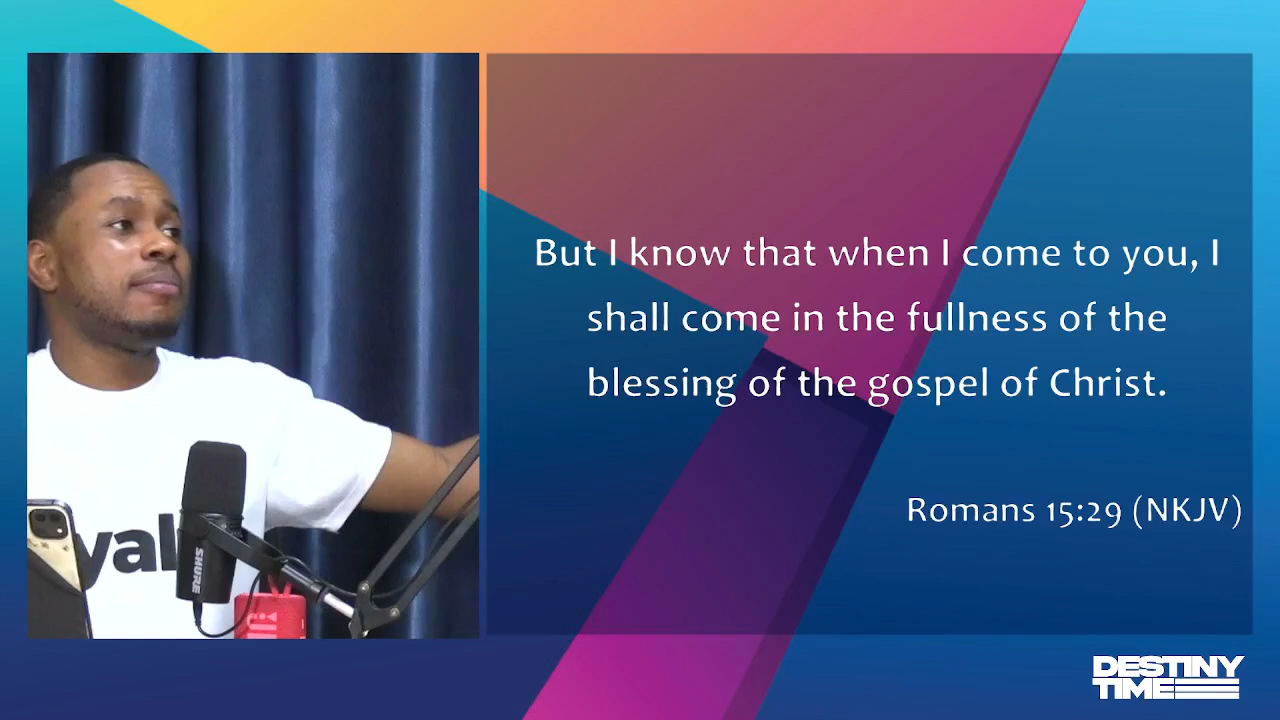 But I know that when I come to you, I
shall come in the fullness of the
blessing of the gospel of Christ.
Romans 15:29 (NKJV)
SHURE
JBL
DESTINY
TIME